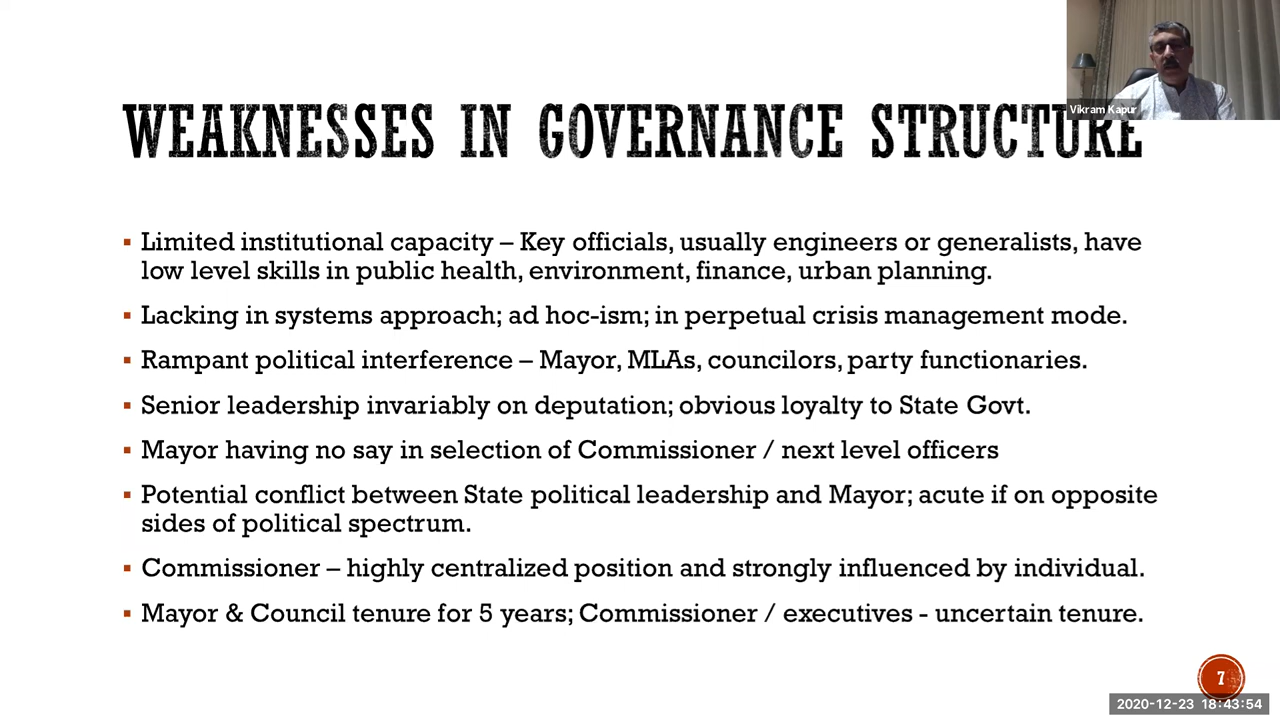 Vikram Kapur
WEAKNESSES IN GOVERNANCE STRUCTURE
▪ Limited institutional capacity – Key officials, usually engineers or generalists, have
low level skills in public health, environment, finance, urban planning.
▪ Lacking in systems approach; ad hoc-ism; in perpetual crisis management mode.
▪ Rampant political interference – Mayor, MLAs, councilors, party functionaries.
▪ Senior leadership invariably on deputation; obvious loyalty to State Govt.
▪ Mayor having no say in selection of Commissioner / next level officers
▪ Potential conflict between State political leadership and Mayor; acute if on opposite
sides of political spectrum.
▪ Commissioner – highly centralized position and strongly influenced by individual.
▪ Mayor & Council tenure for 5 years; Commissioner / executives - uncertain tenure.
7
2020-12-23 18:43:54